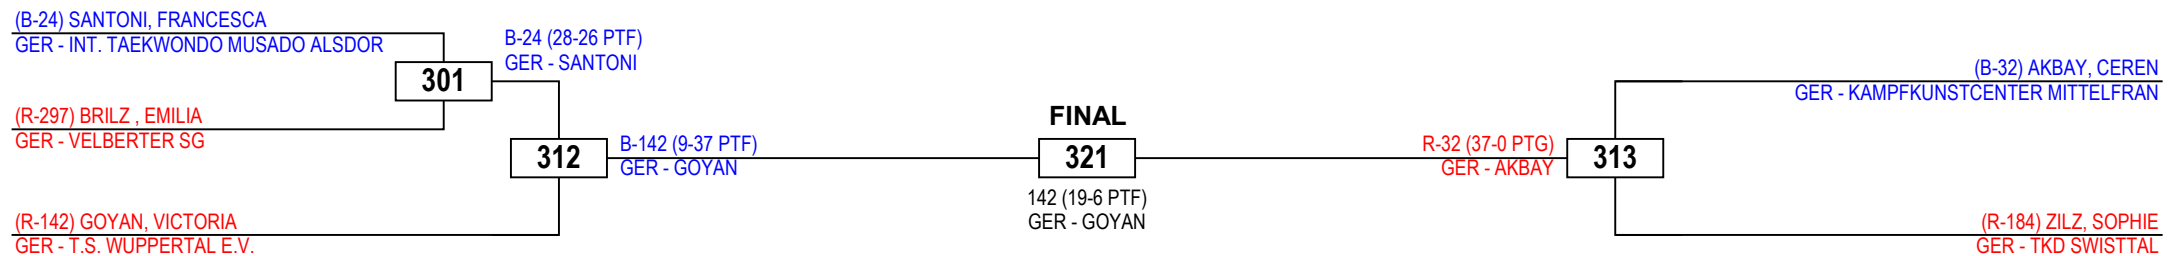 (B-24) SANTONI, FRANCESCA
GER - INT. TAEKWONDO MUSADO ALSDOR
301
B-24 (28-26 PTF)
GER - SANTONI
(R-297) BRILZ , EMILIA
GER - VELBERTER SG
312
B-142 (9-37 PTF)
GER - GOYAN
(R-142) GOYAN, VICTORIA
GER - T.S. WUPPERTAL E.V.
FINAL
321
142 (19-6 PTF)
GER - GOYAN
R-32 (37-0 PTG)
GER - AKBAY
313
(B-32) AKBAY, CEREN
GER - KAMPFKUNSTCENTER MITTELFRAN
(R-184) ZILZ, SOPHIE
GER - TKD SWISTTAL